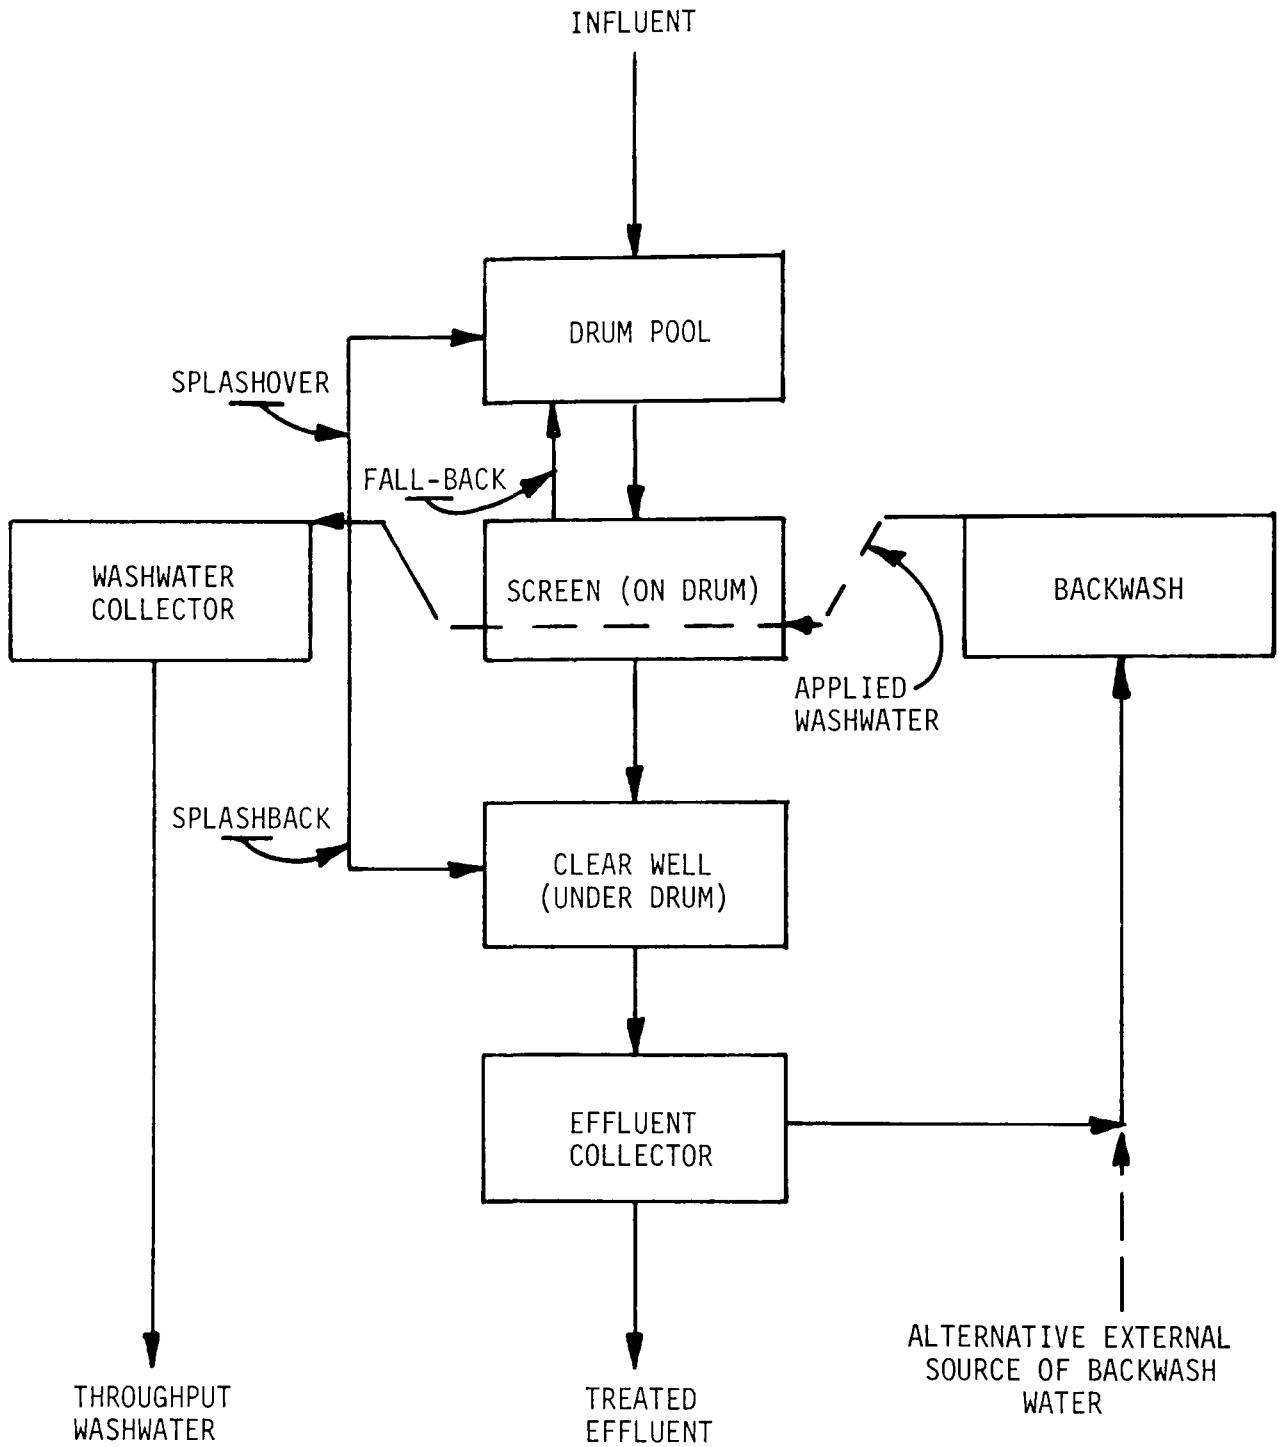 INFLUENT
DRUM POOL
SPLASHOVER
FALL-BACK
WASHWATER
COLLECTOR
SCREEN (ON DRUM)
BACKWASH
APPLIED
WASHWATER
SPLASHBACK
CLEAR WELL
(UNDER DRUM)
EFFLUENT
COLLECTOR
ALTERNATIVE EXTERNAL
SOURCE OF BACKWASH
WATER
THROUGHPUT
WASHWATER
TREATED
EFFLUENT